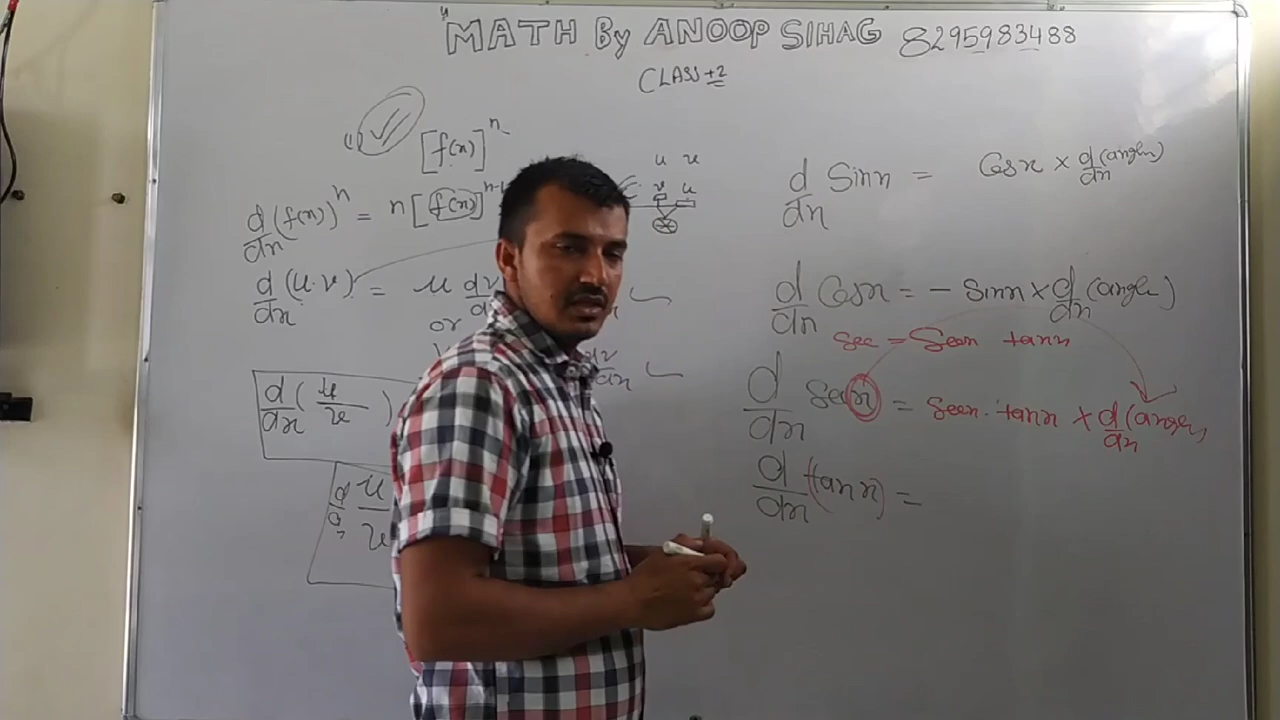 "MATH By ANOOP SIHAG 8295983488
CLASS +2
[f(x)]^n
d/dx (f(x))^n = n[f(x)]^n-1
d/dx (u.v) = u dv/d
or
dv/dx
d/dx (u/v)
u v
v u
d/dx Sinx = Cosx × d/dx (angle)
d/dx Cosx = - Sinx × d/dx (angle)
Sec = Secx tanx
d/dx Secx = Secx . tanx × d/dx (angle)
d/dx (tanx) =